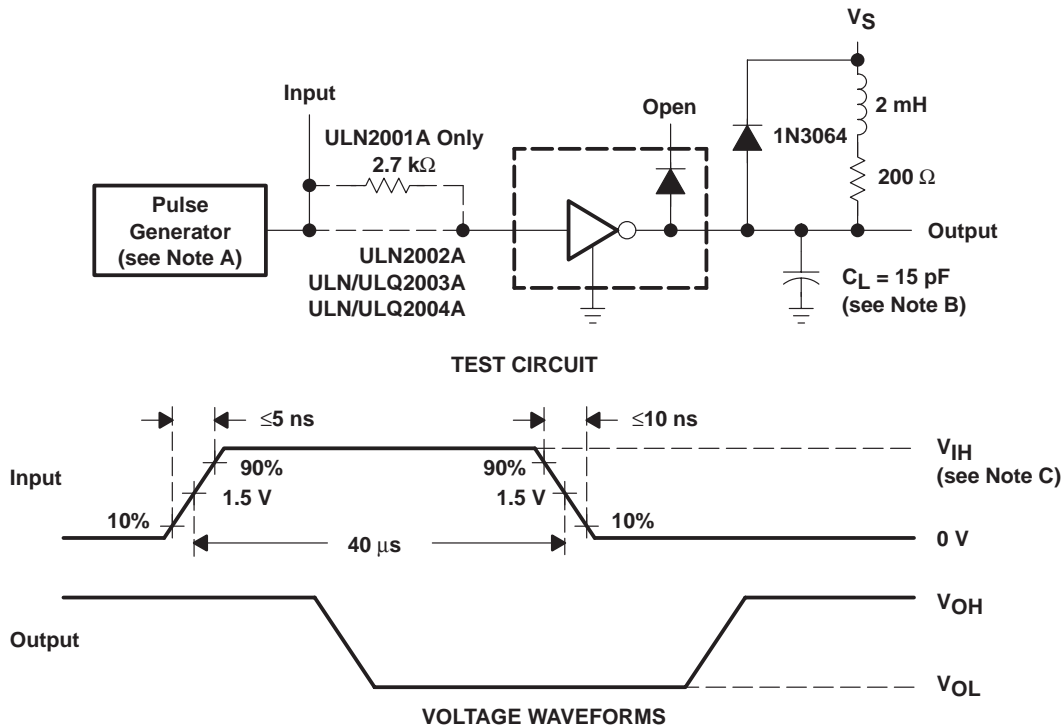 VS
Input
Open
2 mH
ULN2001A Only
1N3064
2.7 kΩ
200 Ω
Pulse
Generator
(see Note A)
Output
ULN2002A
ULN/ULQ2003A
ULN/ULQ2004A
CL = 15 pF
(see Note B)
TEST CIRCUIT
≤5 ns
≤10 ns
Input
VIH
(see Note C)
90%
90%
1.5 V
1.5 V
10%
10%
40 μs
0 V
VOH
Output
VOL
VOLTAGE WAVEFORMS